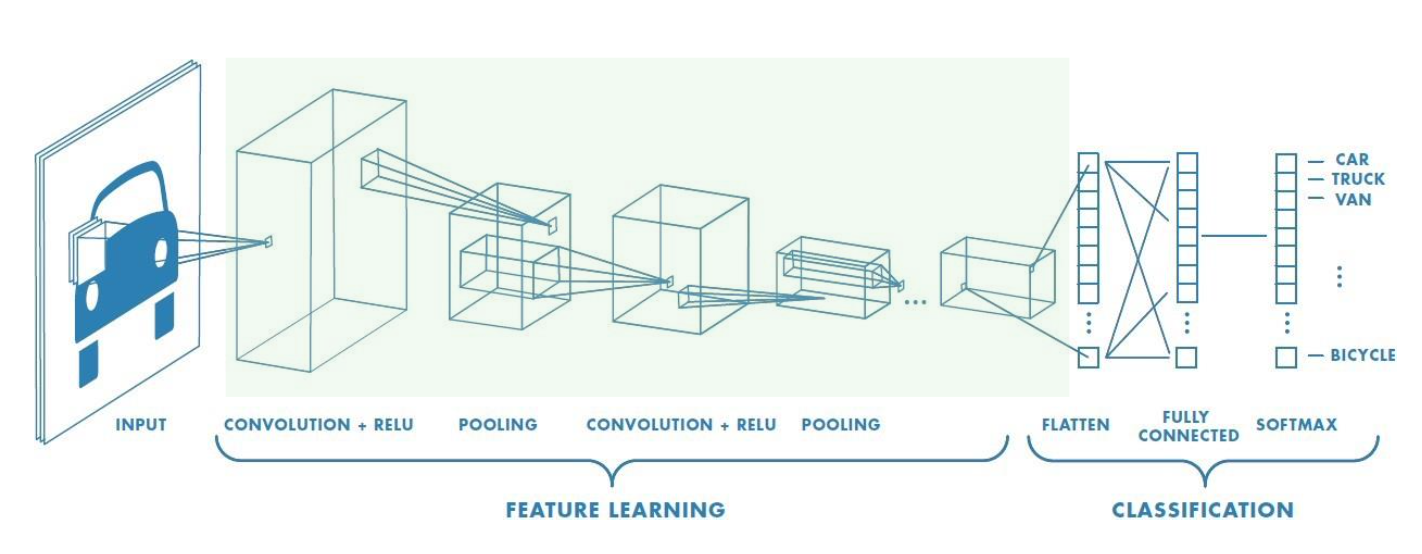 CAR
TRUCK
VAN
BICYCLE
INPUT
CONVOLUTION + RELU
POOLING
CONVOLUTION + RELU
POOLING
FLATTEN
FULLY
CONNECTED
SOFTMAX
FEATURE LEARNING
CLASSIFICATION